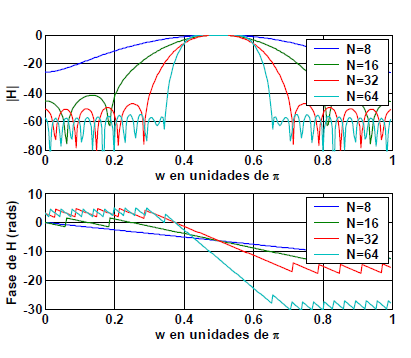 0
-20
-40
-60
-80
|H|
N=8
N=16
N=32
N=64
0 0.2 0.4 0.6 0.8 1
w en unidades de π
10
0
-10
-20
-30
Fase de H (rads)
N=8
N=16
N=32
N=64
0 0.2 0.4 0.6 0.8 1
w en unidades de π